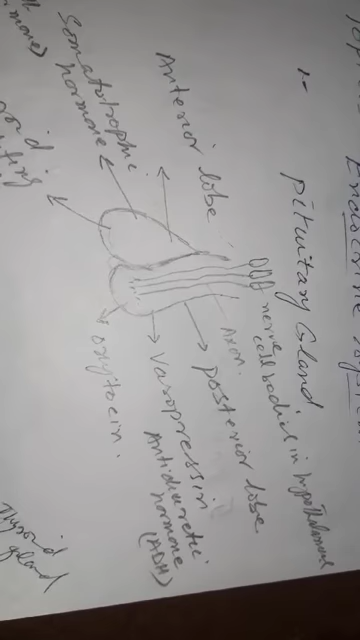 Endocrine System
1-
Pituitary Gland
nerve
cell bodies in hypothalamus
Axon.
Anterior lobe
posterior lobe
Somatotrophic
hormone
Vasopressin
Antidiuretic
hormone
(ADH)
oxytocin.
Thyroid
gland